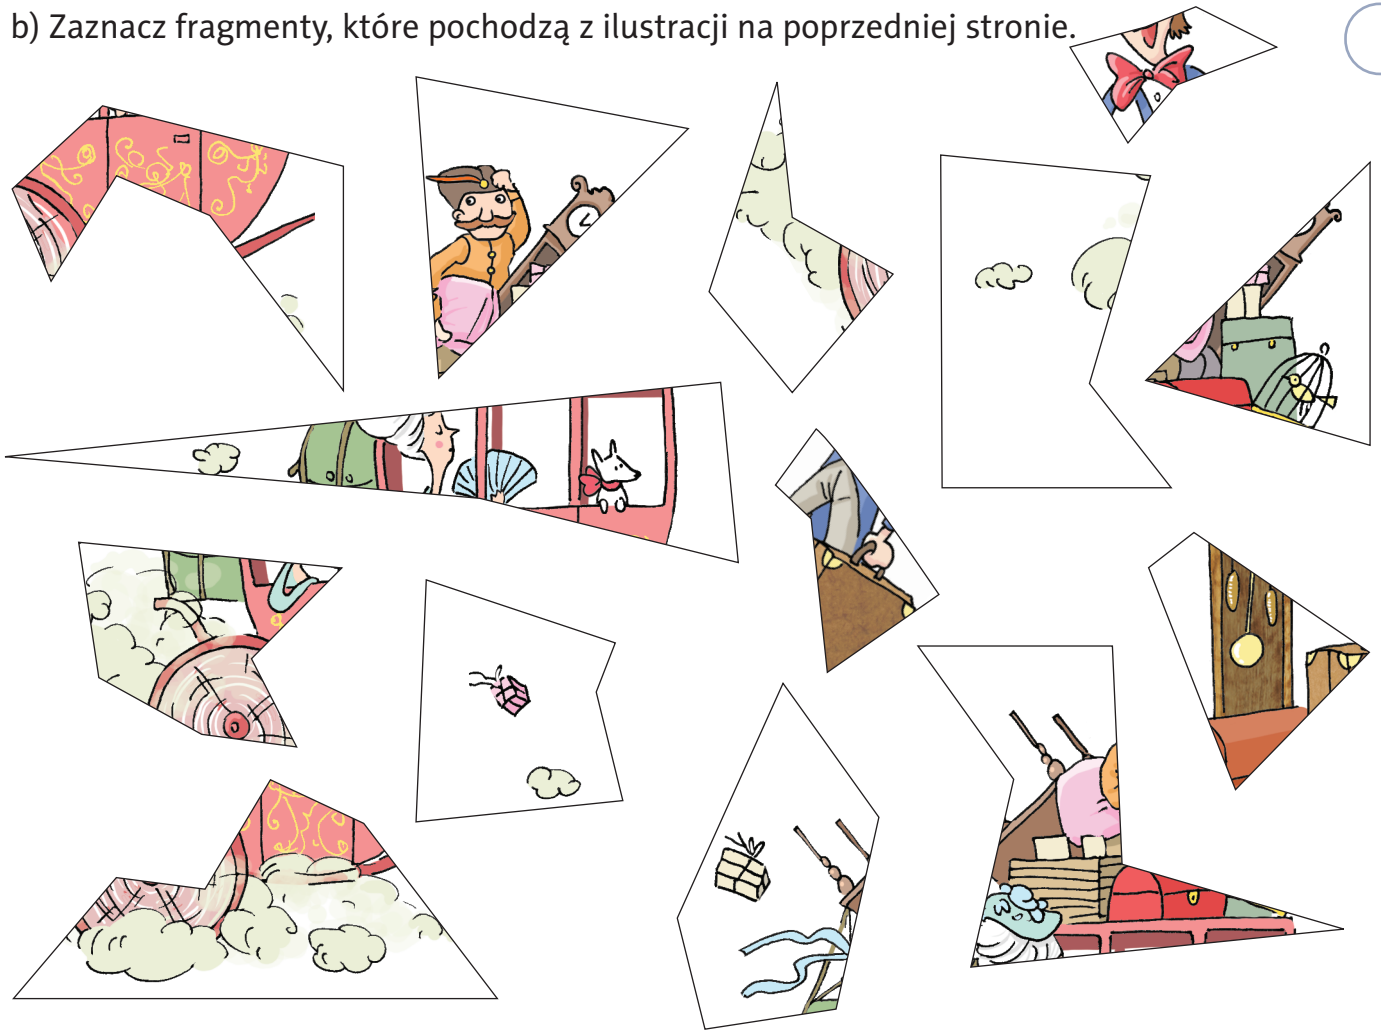 b) Zaznacz fragmenty, które pochodzą z ilustracji na poprzedniej stronie.